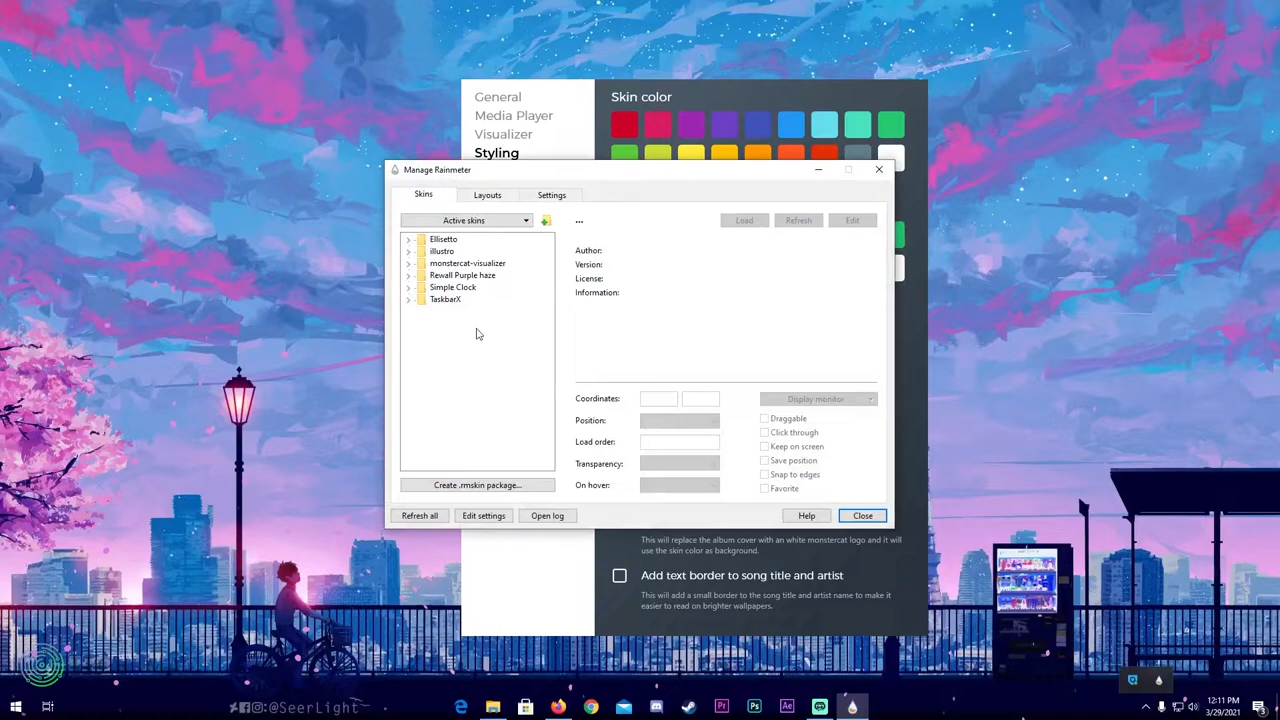 General
Media Player
Visualizer
Styling
Skin color
Manage Rainmeter
Skins
Layouts
Settings
Active skins
...
Load
Refresh
Edit
Ellisetto
illustro
monstercat-visualizer
Rewall Purple haze
Simple Clock
TaskbarX
Author:
Version:
License:
Information:
Coordinates:
Display monitor
Position:
Draggable
Click through
Load order:
Keep on screen
Transparency:
Save position
Snap to edges
On hover:
Favorite
Create .rmskin package...
Refresh all
Edit settings
Open log
Help
Close
This will replace the album cover with an white monstercat logo and it will
use the skin color as background.
Add text border to song title and artist
This will add a small border to the song title and artist name to make it
easier to read on brighter wallpapers.
@SeerLight
Pr
Ps
Ae
12:11 PM
3/29/2021